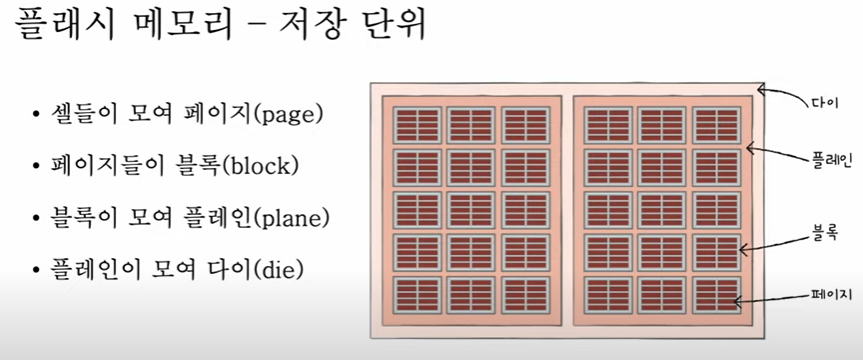 플래시 메모리 – 저장 단위
• 셀들이 모여 페이지(page)
• 페이지들이 블록(block)
• 블록이 모여 플레인(plane)
• 플레인이 모여 다이(die)
다이
플레인
블록
페이지